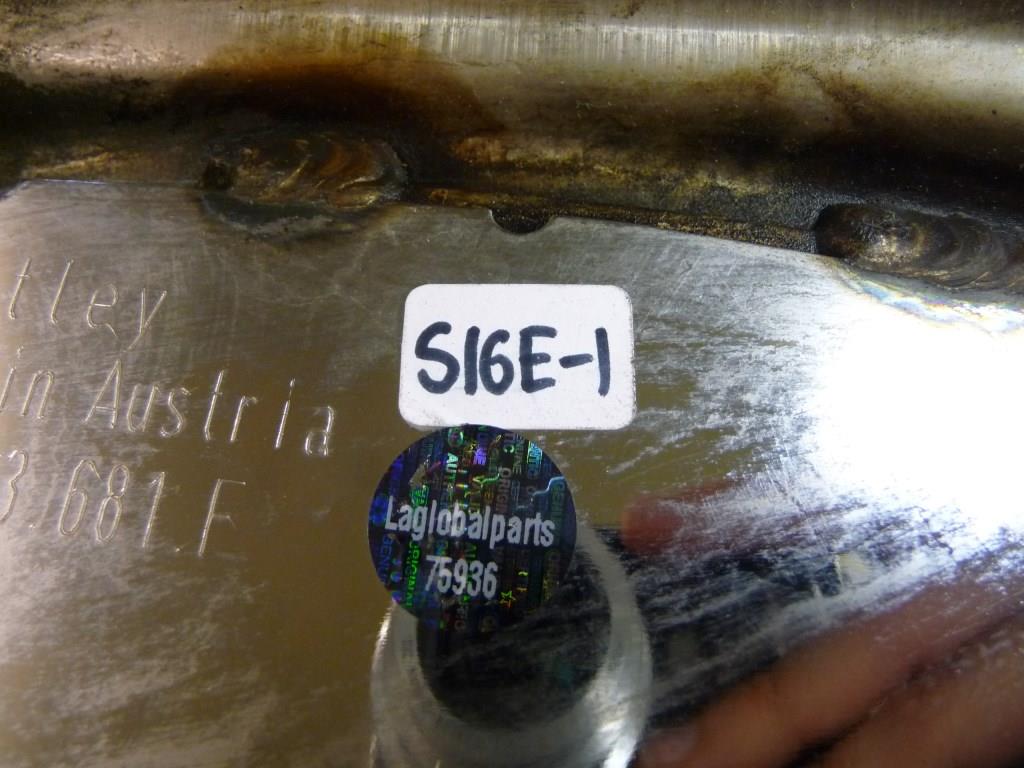 tley
in Austria
3.681.F
S16E-1
Laglobalparts
75936